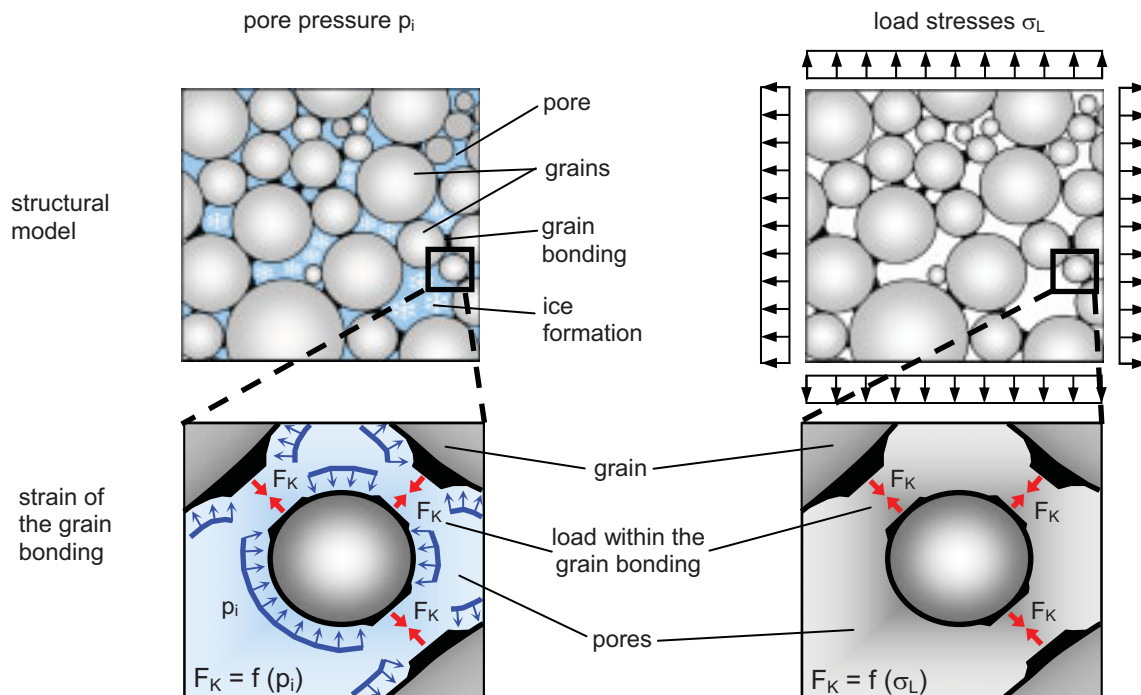 pore pressure pᵢ
load stresses σL
structural
model
pore
grains
grain
bonding
ice
formation
strain of
the grain
bonding
grain
load within the
grain bonding
pores
FK
FK
FK
pᵢ
FK = f (pᵢ)
FK
FK
FK
FK = f (σL)